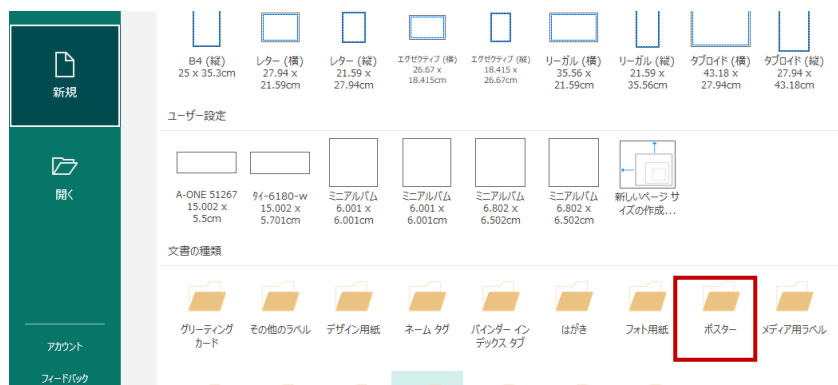 新規
開く
アカウント
フィードバック
B4 (縦)
25 x 35.3cm
レター (横)
27.94 x
21.59cm
レター (縦)
21.59 x
27.94cm
エグゼクティブ (横)
26.67 x
18.415cm
エグゼクティブ (縦)
18.415 x
26.67cm
リーガル (横)
35.56 x
21.59cm
リーガル (縦)
21.59 x
35.56cm
タブロイド (横)
43.18 x
27.94cm
タブロイド (縦)
27.94 x
43.18cm
ユーザー設定
A-ONE 51267
15.002 x
5.5cm
ﾀｲ-6180-w
15.002 x
5.701cm
ミニアルバム
6.001 x
6.001cm
ミニアルバム
6.001 x
6.001cm
ミニアルバム
6.802 x
6.502cm
ミニアルバム
6.802 x
6.502cm
新しいページ サ
イズの作成...
文書の種類
グリーティング
カード
その他のラベル
デザイン用紙
ネーム タグ
バインダー イン
デックス タブ
はがき
フォト用紙
ポスター
メディア用ラベル